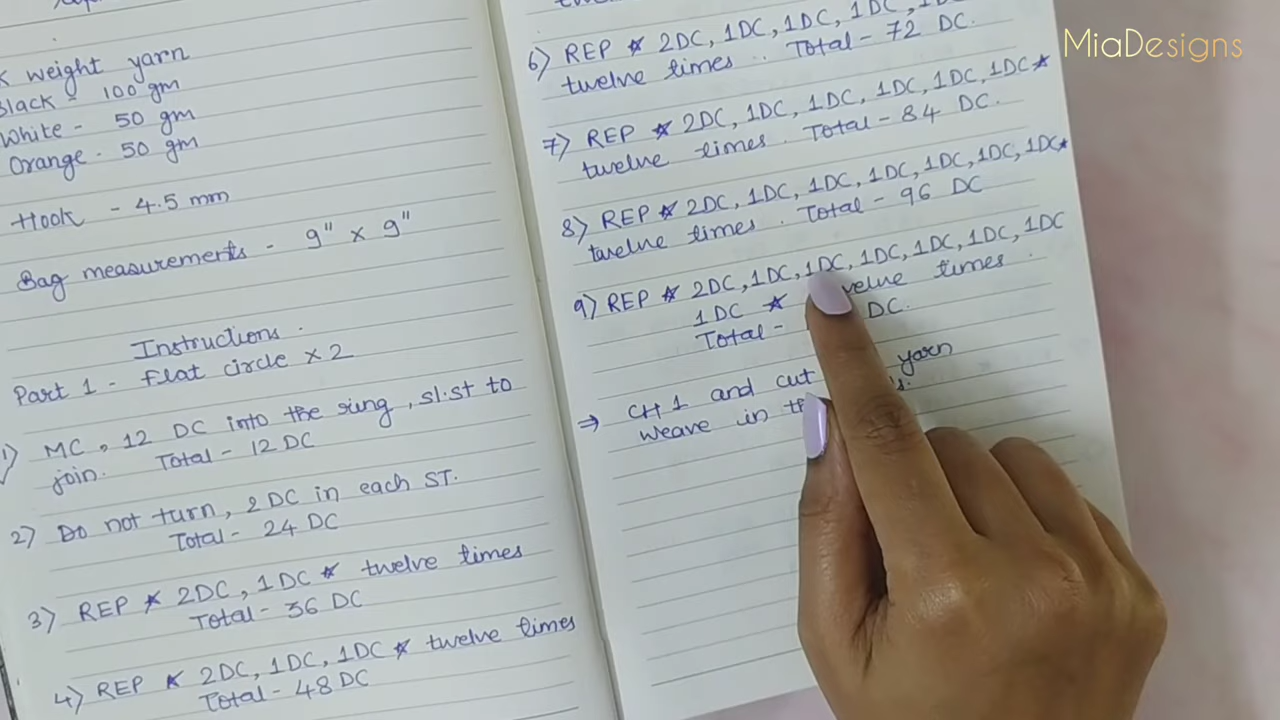 weight yarn
Black - 100 gm
White - 50 gm
Orange - 50 gm
Hook - 4.5 mm
Bag measurements - 9" x 9"
Instructions.
Part 1 - Flat circle x 2
1) MC, 12 DC into the ring, sl.st to
join. Total - 12 DC
2) Do not turn, 2 DC in each ST.
Total - 24 DC
3) REP * 2DC, 1DC * twelve times
Total - 36 DC
4) REP * 2DC, 1DC, 1DC * twelve times
Total - 48 DC
6) REP * 2DC, 1DC, 1DC, 1DC,
twelve times. Total - 72 DC.
7) REP * 2DC, 1DC, 1DC, 1DC, 1DC, 1DC *
twelve times. Total - 84 DC.
8) REP * 2DC, 1DC, 1DC, 1DC, 1DC, 1DC, 1DC *
twelve times. Total - 96 DC
9) REP * 2DC, 1DC, 1DC, 1DC, 1DC, 1DC, 1DC
1DC * twelve times.
Total - DC.
⇒ CH 1 and cut yarn
weave in
MiaDesigns